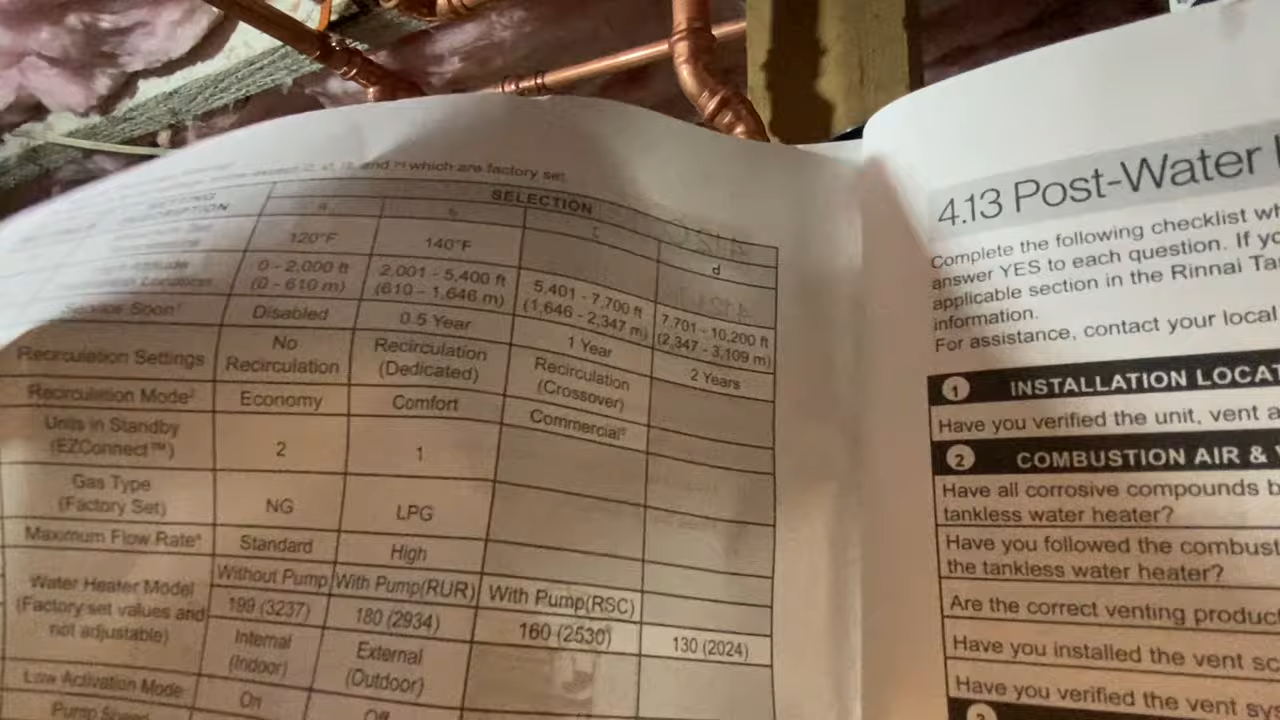 and which are factory set
SELECTION
120°F 140°F
d
0 - 2,000 ft 2,001 - 5,400 ft 5,401 - 7,700 ft 7,701 - 10,200 ft
(0 - 610 m) (610 - 1,646 m) (1,646 - 2,347 m) (2,347 - 3,109 m)
Soon¹ Disabled 0.5 Year 1 Year 2 Years
Recirculation Settings No Recirculation Recirculation
Recirculation (Dedicated) (Crossover)
Recirculation Mode² Economy Comfort Commercial
Units in Standby
(EZConnect™) 2 1
Gas Type
(Factory Set) NG LPG
Maximum Flow Rate Standard High
Water Heater Model Without Pump With Pump(RUR) With Pump(RSC)
(Factory set values and 199 (3237) 180 (2934) 160 (2530) 130 (2024)
not adjustable) Internal External
(Indoor) (Outdoor)
Low Activation Mode On Off
Pump Speed
4.13 Post-Water
Complete the following checklist
answer YES to each question. If
applicable section in the Rinnai
information.
For assistance, contact your local
1 INSTALLATION
Have you verified the unit, vent
2 COMBUSTION AIR &
Have all corrosive compounds
tankless water heater?
Have you followed the
the tankless water heater?
Are the correct venting
Have you installed the vent
Have you verified the vent